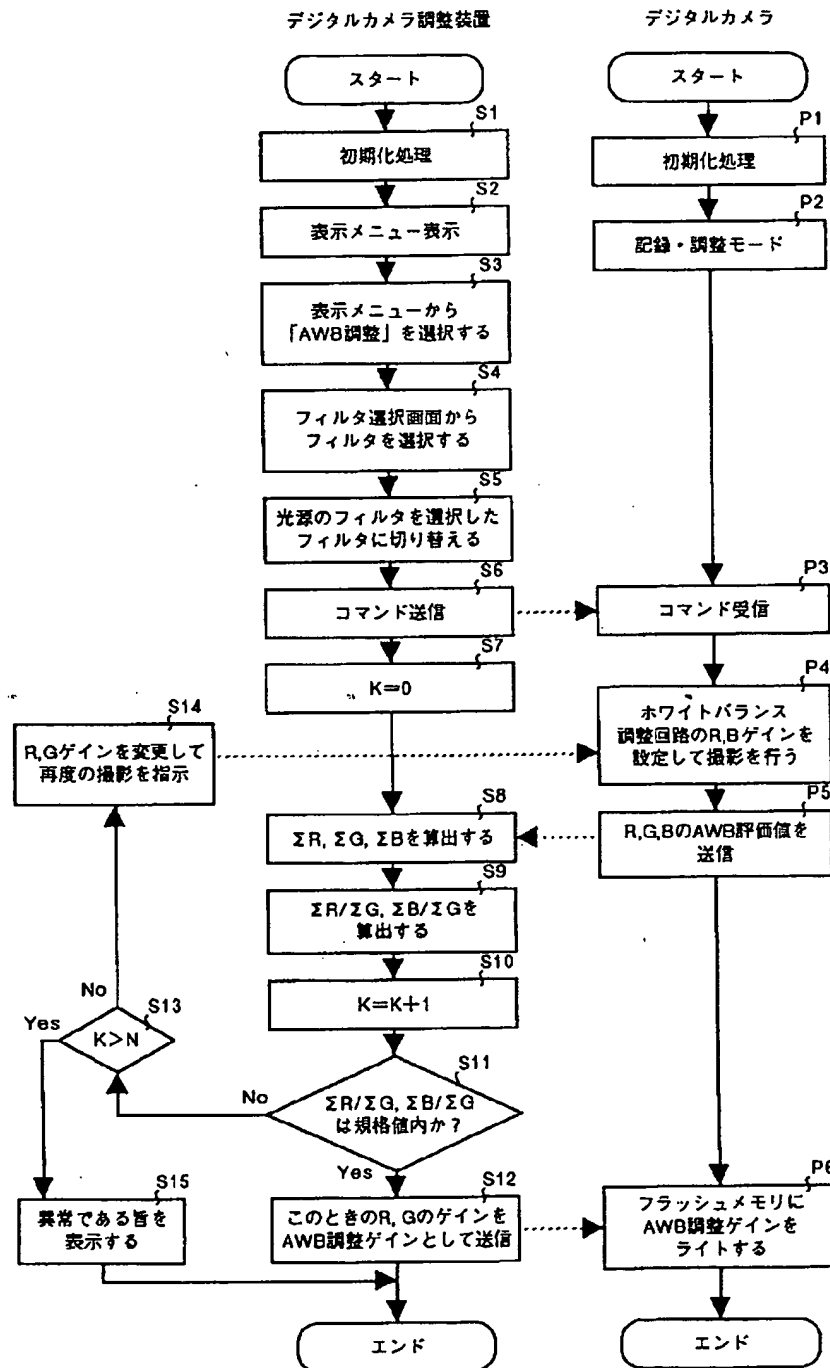 デジタルカメラ調整装置
デジタルカメラ
スタート
S1
初期化処理
S2
表示メニュー表示
S3
表示メニューから
「AWB調整」を選択する
S4
フィルタ選択画面から
フィルタを選択する
S5
光源のフィルタを選択した
フィルタに切り替える
S6
コマンド送信
S7
K=0
S14
R,Gゲインを変更して
再度の撮影を指示
S8
ΣR, ΣG, ΣBを算出する
S9
ΣR/ΣG, ΣB/ΣGを
算出する
S10
K=K+1
S11
ΣR/ΣG, ΣB/ΣG
は規格値内か?
No
Yes
S13
K>N
No
Yes
S15
異常である旨を
表示する
S12
このときのR, Gのゲインを
AWB調整ゲインとして送信
エンド
スタート
P1
初期化処理
P2
記録・調整モード
P3
コマンド受信
P4
ホワイトバランス
調整回路のR,Bゲインを
設定して撮影を行う
P5
R,G,BのAWB評価値を
送信
P6
フラッシュメモリに
AWB調整ゲインを
ライトする
エンド